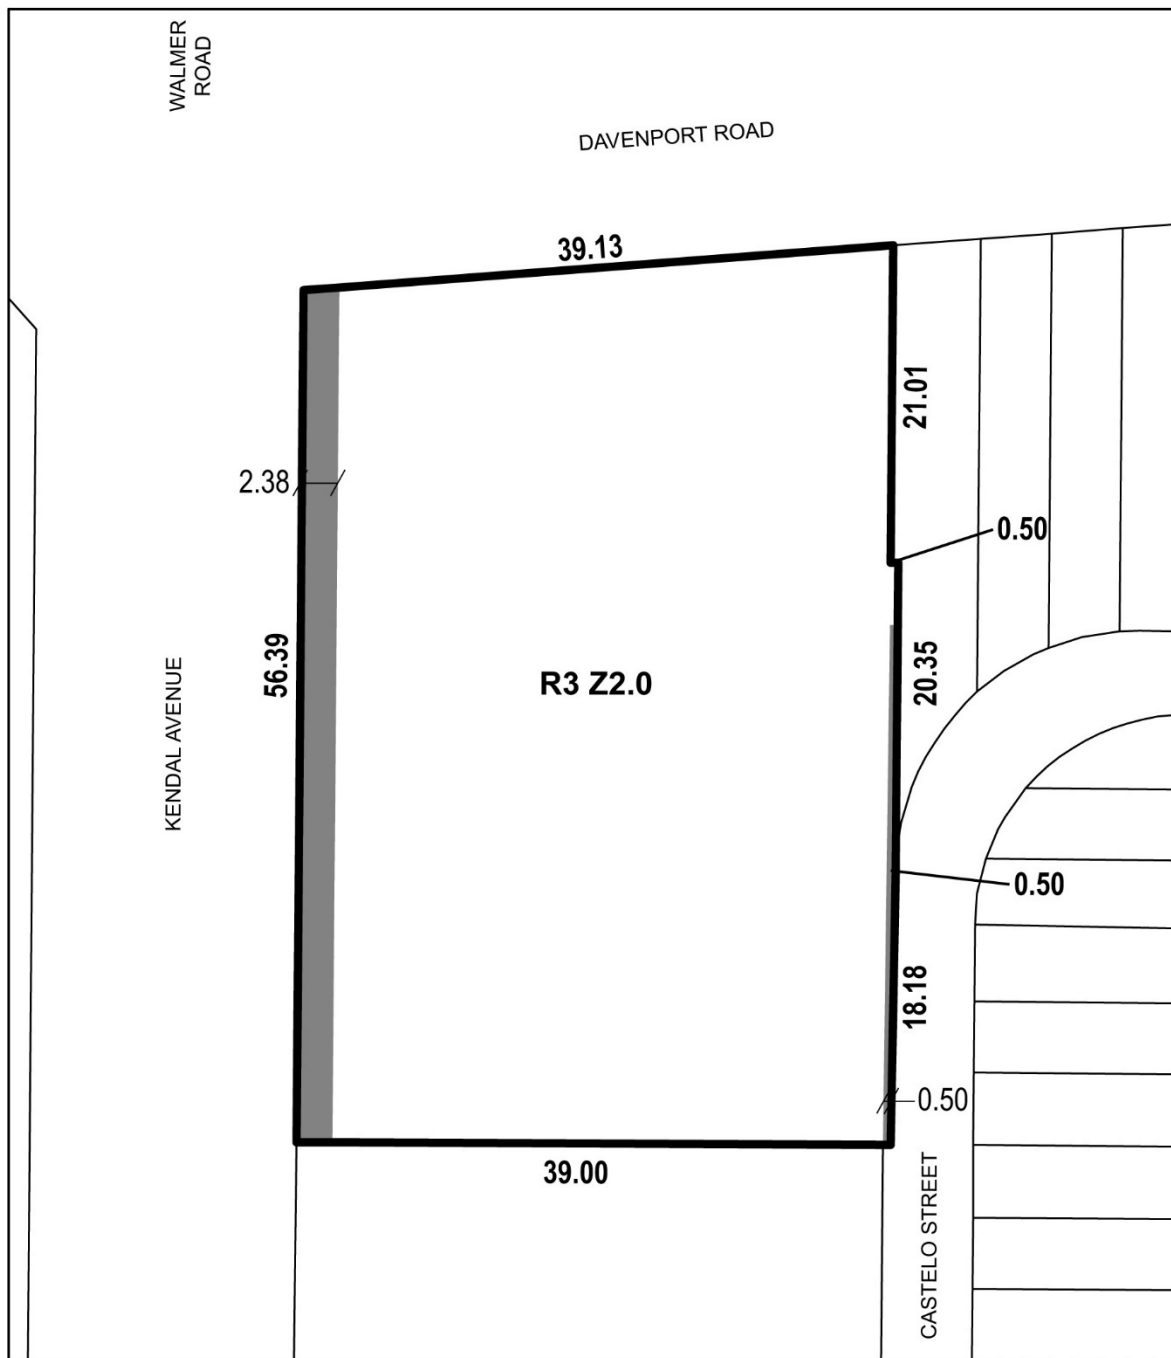 WALMER
ROAD
DAVENPORT ROAD
39.13
21.01
2.38
0.50
56.39
KENDAL AVENUE
R3 Z2.0
20.35
0.50
18.18
0.50
39.00
CASTELO STREET